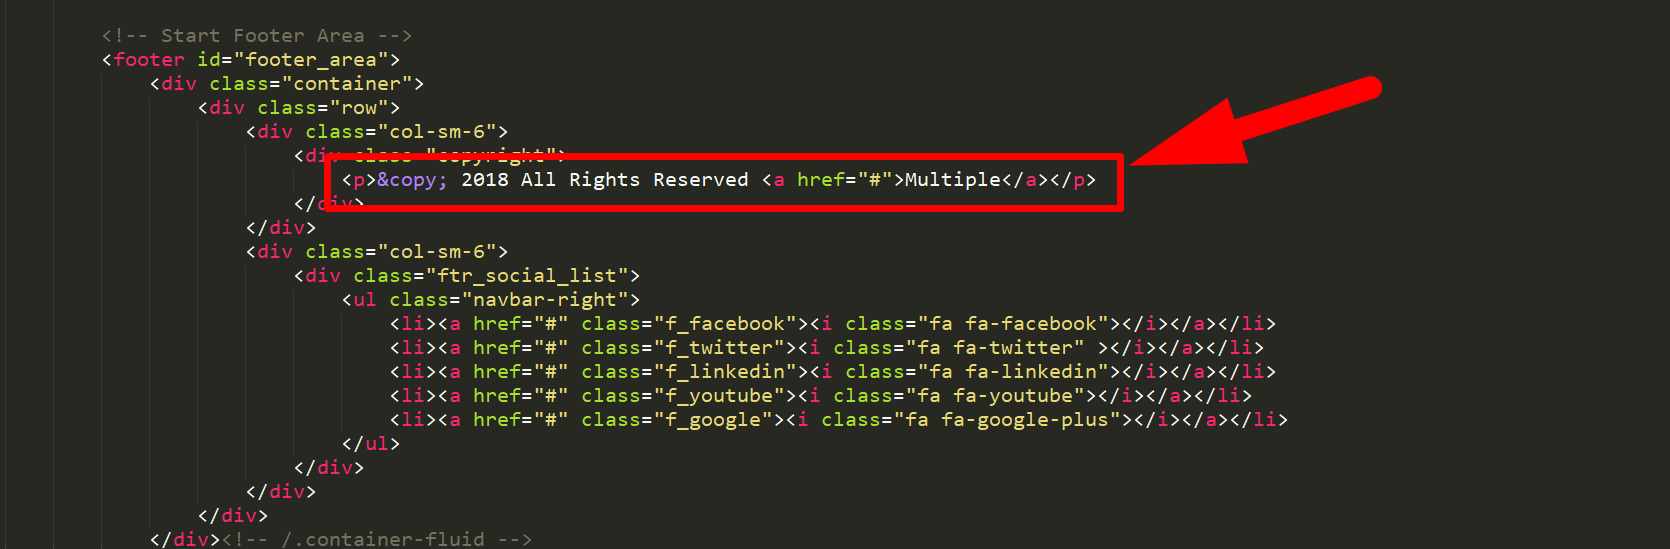 <!-- Start Footer Area -->
<footer id="footer_area">
<div class="container">
<div class="row">
<div class="col-sm-6">
<div class="copyright">
<p>&copy; 2018 All Rights Reserved <a href="#">Multiple</a></p>
</div>
</div>
<div class="col-sm-6">
<div class="ftr_social_list">
<ul class="navbar-right">
<li><a href="#" class="f_facebook"><i class="fa fa-facebook"></i></a></li>
<li><a href="#" class="f_twitter"><i class="fa fa-twitter" ></i></a></li>
<li><a href="#" class="f_linkedin"><i class="fa fa-linkedin"></i></a></li>
<li><a href="#" class="f_youtube"><i class="fa fa-youtube"></i></a></li>
<li><a href="#" class="f_google"><i class="fa fa-google-plus"></i></a></li>
</ul>
</div>
</div>
</div>
</div><!-- /.container-fluid -->